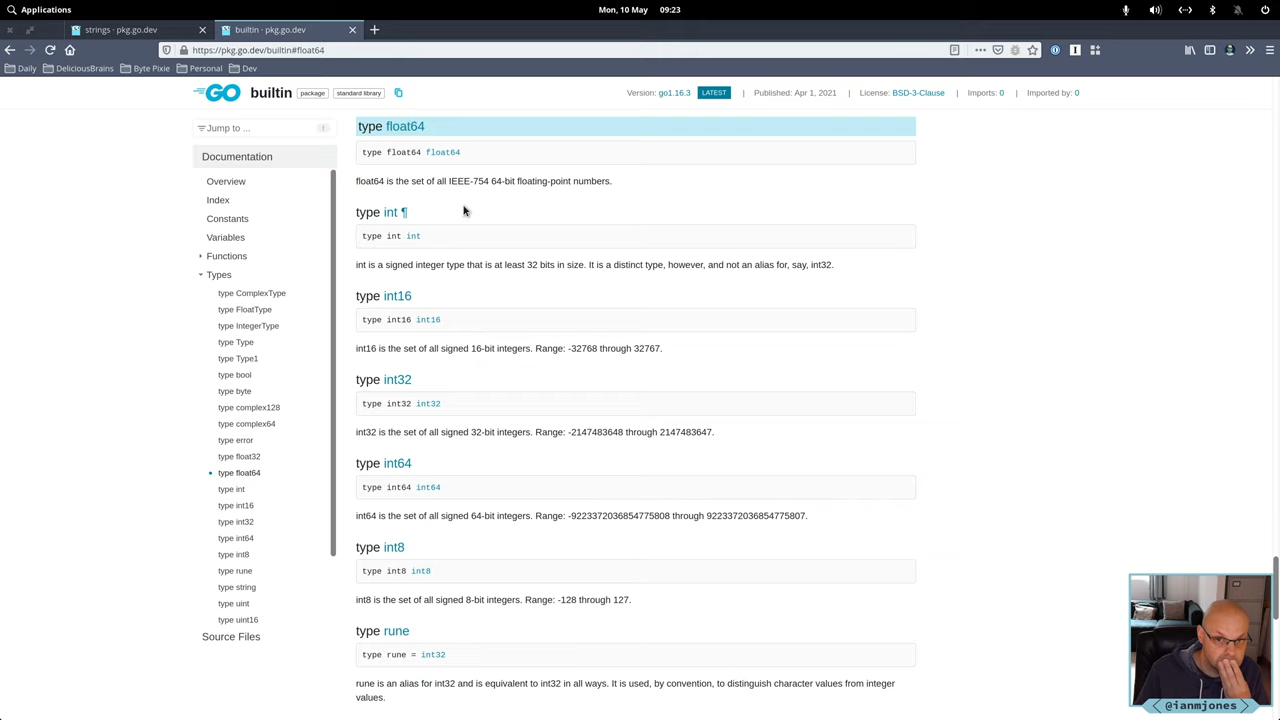 Applications
Mon, 10 May 09:23
strings · pkg.go.dev
builtin · pkg.go.dev
https://pkg.go.dev/builtin#float64
Daily DeliciousBrains Byte Pixie Personal Dev
GO builtin package standard library
Version: go1.16.3 LATEST | Published: Apr 1, 2021 | License: BSD-3-Clause | Imports: 0 | Imported by: 0
Jump to ...
Documentation
Overview
Index
Constants
Variables
Functions
Types
type ComplexType
type FloatType
type IntegerType
type Type
type Type1
type bool
type byte
type complex128
type complex64
type error
type float32
type float64
type int
type int16
type int32
type int64
type int8
type rune
type string
type uint
type uint16
Source Files
type float64
type float64 float64
float64 is the set of all IEEE-754 64-bit floating-point numbers.
type int ¶
type int int
int is a signed integer type that is at least 32 bits in size. It is a distinct type, however, and not an alias for, say, int32.
type int16
type int16 int16
int16 is the set of all signed 16-bit integers. Range: -32768 through 32767.
type int32
type int32 int32
int32 is the set of all signed 32-bit integers. Range: -2147483648 through 2147483647.
type int64
type int64 int64
int64 is the set of all signed 64-bit integers. Range: -9223372036854775808 through 9223372036854775807.
type int8
type int8 int8
int8 is the set of all signed 8-bit integers. Range: -128 through 127.
type rune
type rune = int32
rune is an alias for int32 and is equivalent to int32 in all ways. It is used, by convention, to distinguish character values from integer
values.
@ianmjones